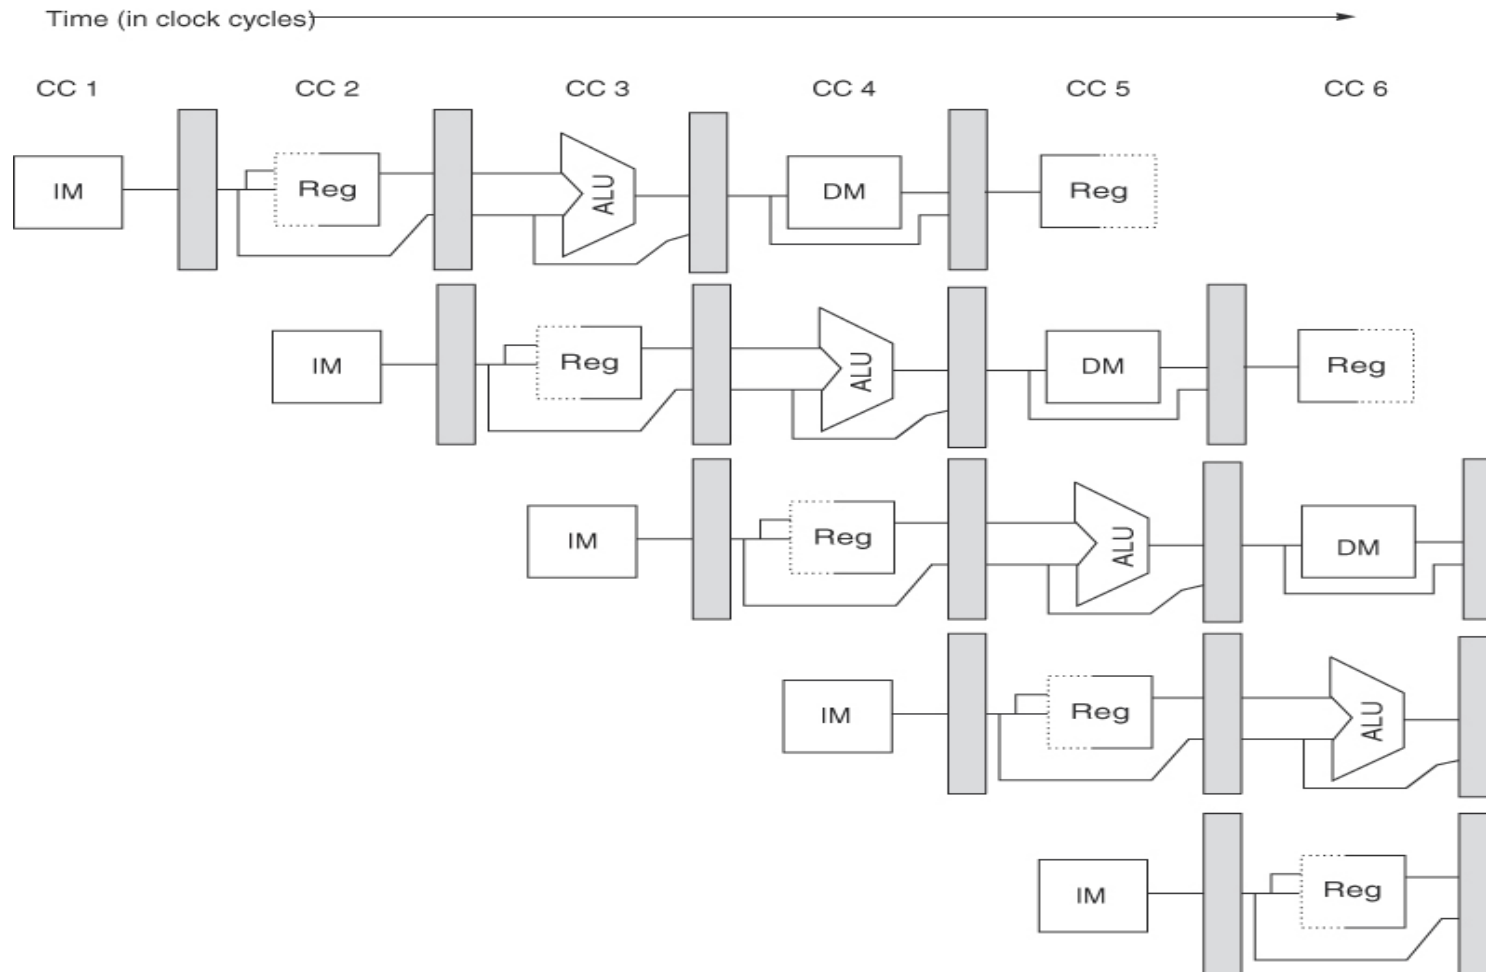 Time (in clock cycles)
CC 1 CC 2 CC 3 CC 4 CC 5 CC 6
IM Reg ALU DM Reg
IM Reg ALU DM Reg
IM Reg ALU DM
IM Reg ALU
IM Reg